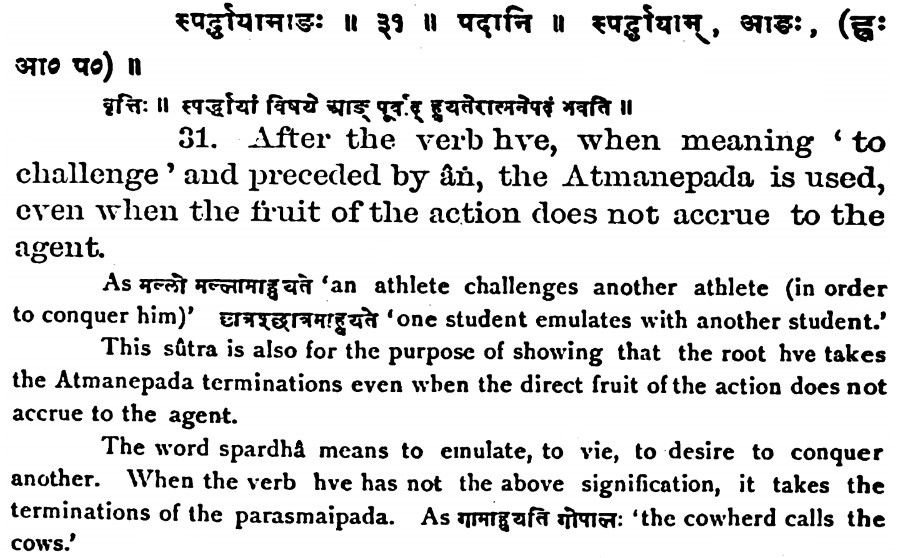 स्पर्द्धायामाङः ॥ ३१ ॥ पदानि ॥ स्पर्द्धायाम्, आङः, (ह्वः
आ० प०) ॥
वृत्तिः ॥ स्पर्द्धायां विषये आङ् पूर्वाद् ह्वयतेरात्मनेपदं भवति ॥
31. After the verb hve, when meaning ‘to
challenge’ and preceded by âṅ, the Atmanepada is used,
even when the fruit of the action does not accrue to the
agent.
As मल्लो मल्लामाह्वयते ‘an athlete challenges another athlete (in order
to conquer him)’ छात्रश्छात्रमाह्वयते ‘one student emulates with another student.’
This sûtra is also for the purpose of showing that the root hve takes
the Atmanepada terminations even when the direct fruit of the action does not
accrue to the agent.
The word spardhâ means to emulate, to vie, to desire to conquer
another. When the verb hve has not the above signification, it takes the
terminations of the parasmaipada. As गामाह्वयति गोपालः ‘the cowherd calls the
cows.’